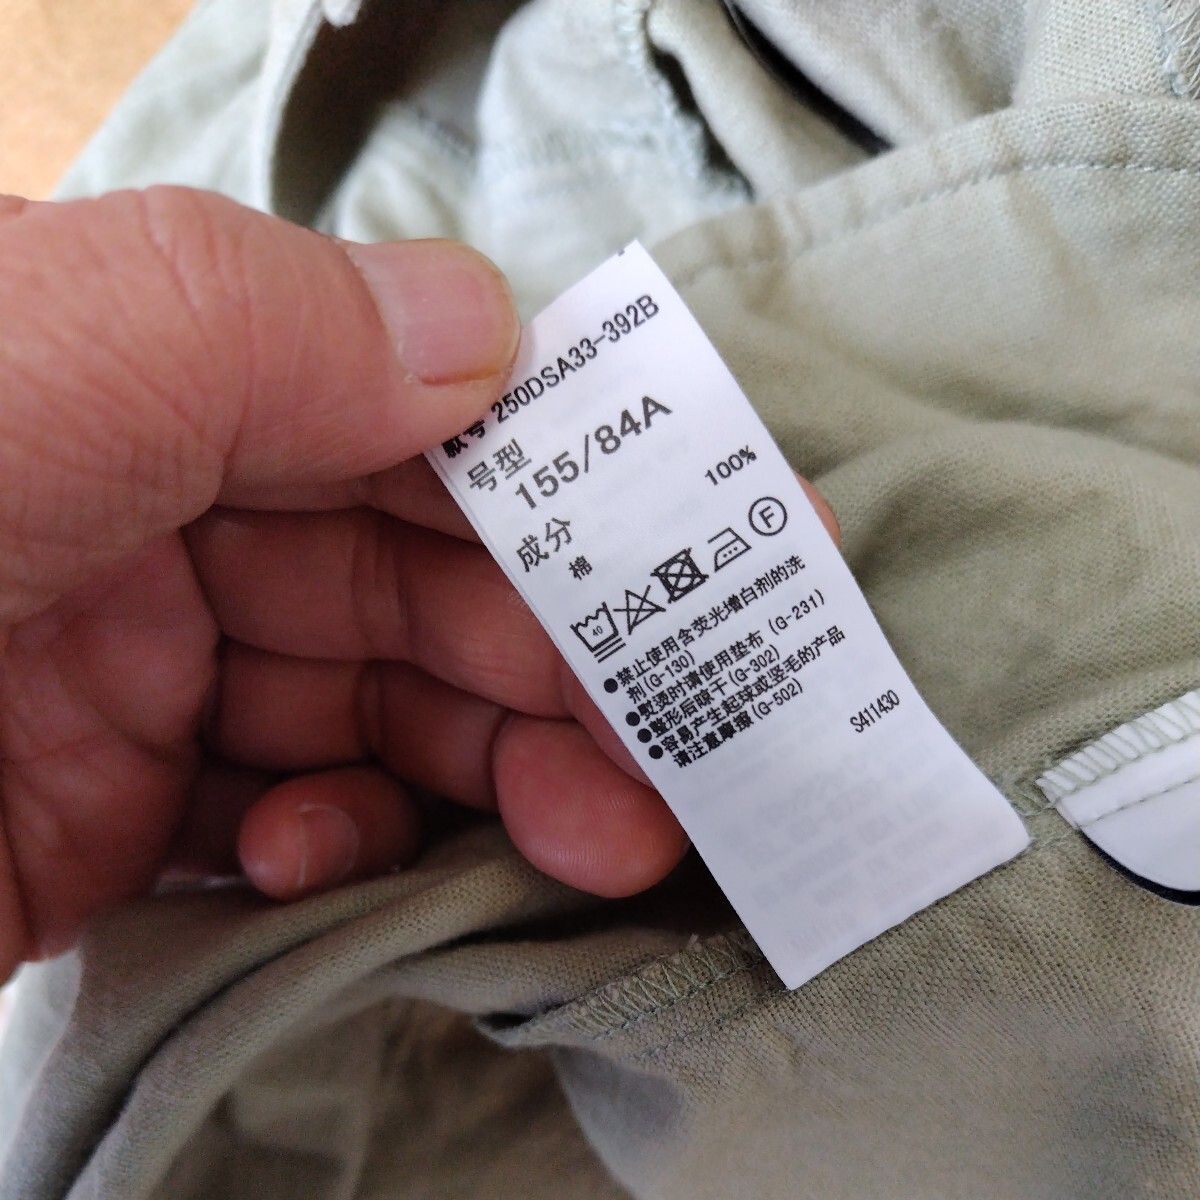 款号 250DSA33-392B
号型
155/84A
成分
棉 100%
40
F
●禁止使用含荧光增白剂的洗
剂(G-130)
●熨烫时请使用垫布 (G-231)
●整形后晾干(G-302)
●容易产生起球或竖毛的产品
请注意摩擦(G-502)
S411430